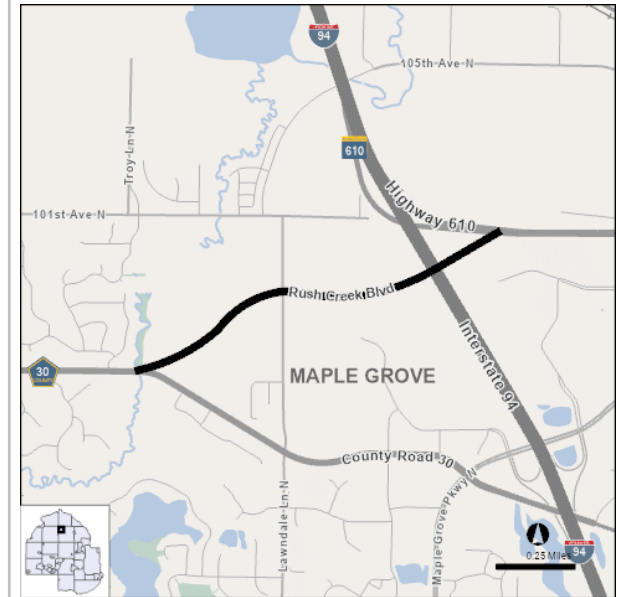 94
105th Ave N
610
Troy Ln N
Highway 610
101st Ave N
Rush Creek Blvd
Interstate 94
30
COUNTY
MAPLE GROVE
County Road 30
Lawndale Ln N
Maple Grove Pkwy N
0.25 Miles
94